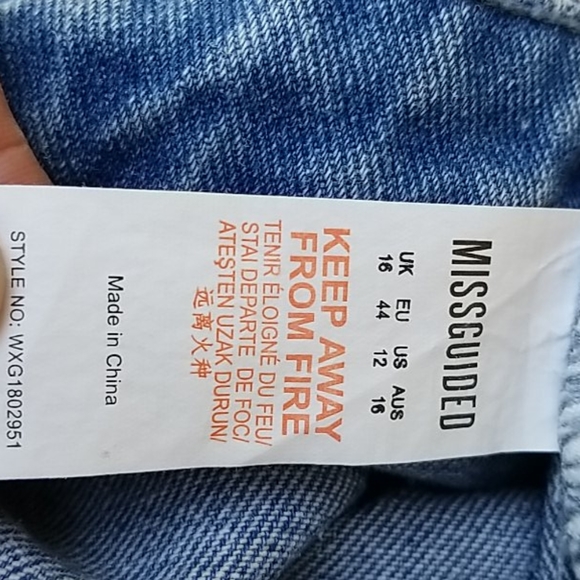 MISSGUIDED
UK EU US AUS
16 44 12 16
KEEP AWAY
FROM FIRE
TENIR ÉLOIGNÉ DU FEU/
STAI DEPARTE DE FOC/
ATEŞTEN UZAK DURUN/
远离火种
Made in China
STYLE NO: WXG1802951